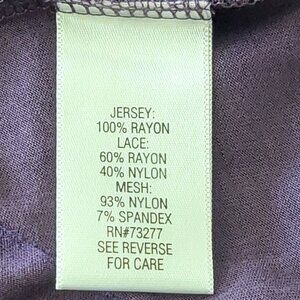 JERSEY:
100% RAYON
LACE:
60% RAYON
40% NYLON
MESH:
93% NYLON
7% SPANDEX
RN#73277
SEE REVERSE
FOR CARE